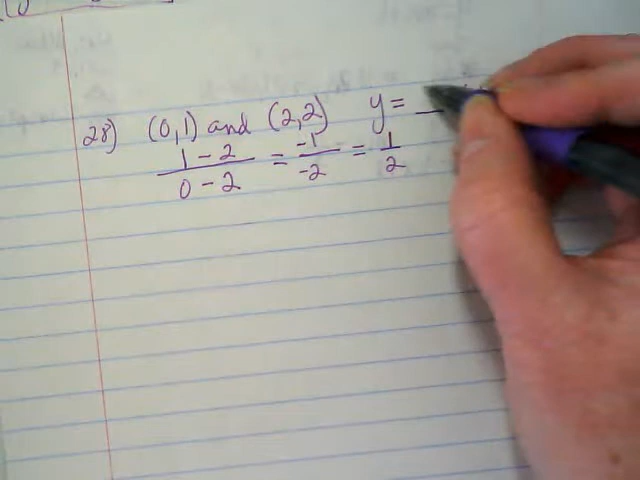 28) (0,1) and (2,2) y = _
1 - 2 / 0 - 2 = -1 / -2 = 1 / 2